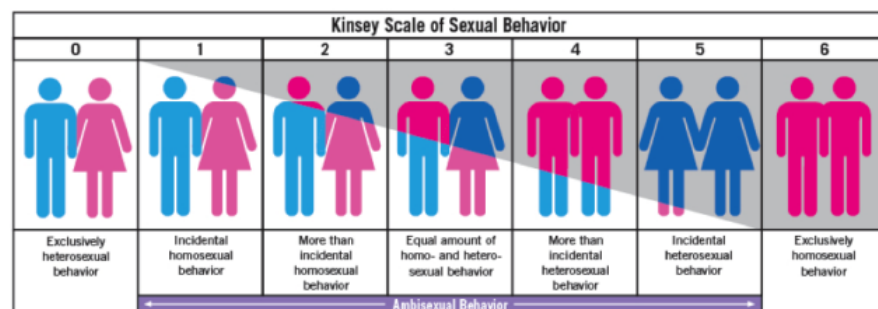 Kinsey Scale of Sexual Behavior
0 1 2 3 4 5 6
Exclusively
heterosexual
behavior
Incidental
homosexual
behavior
More than
incidental
homosexual
behavior
Equal amount of
homo- and hetero-
sexual behavior
More than
incidental
heterosexual
behavior
Incidental
heterosexual
behavior
Exclusively
homosexual
behavior
Ambisexual Behavior